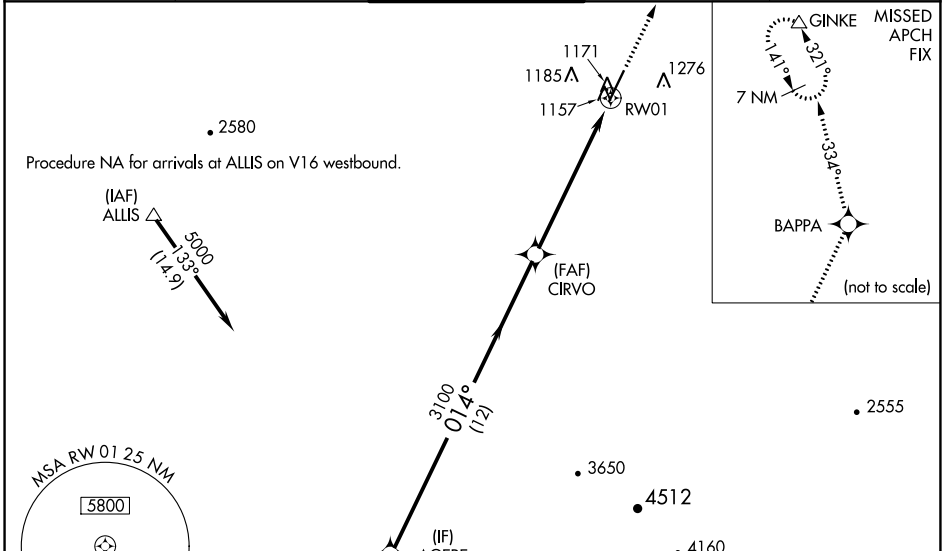 1171
1185
1276
1157
RW01
2580
Procedure NA for arrivals at ALLIS on V16 westbound.
(IAF)
ALLIS
5000
133°
(14.9)
(FAF)
CIRVO
3100
014°
(12)
2555
3650
4512
4160
(IF)
MSA RW 01 25 NM
5800
GINKE
MISSED
APCH
FIX
141°
321°
7 NM
334°
BAPPA
(not to scale)